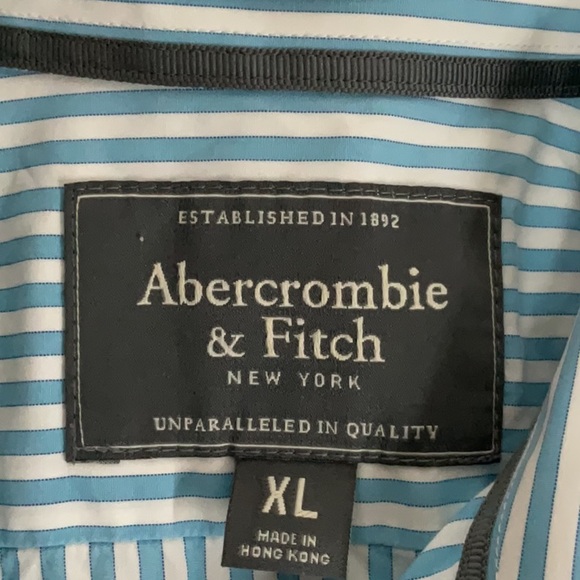 ESTABLISHED IN 1892
Abercrombie
& Fitch
NEW YORK
UNPARALLELED IN QUALITY
XL
MADE IN
HONG KONG